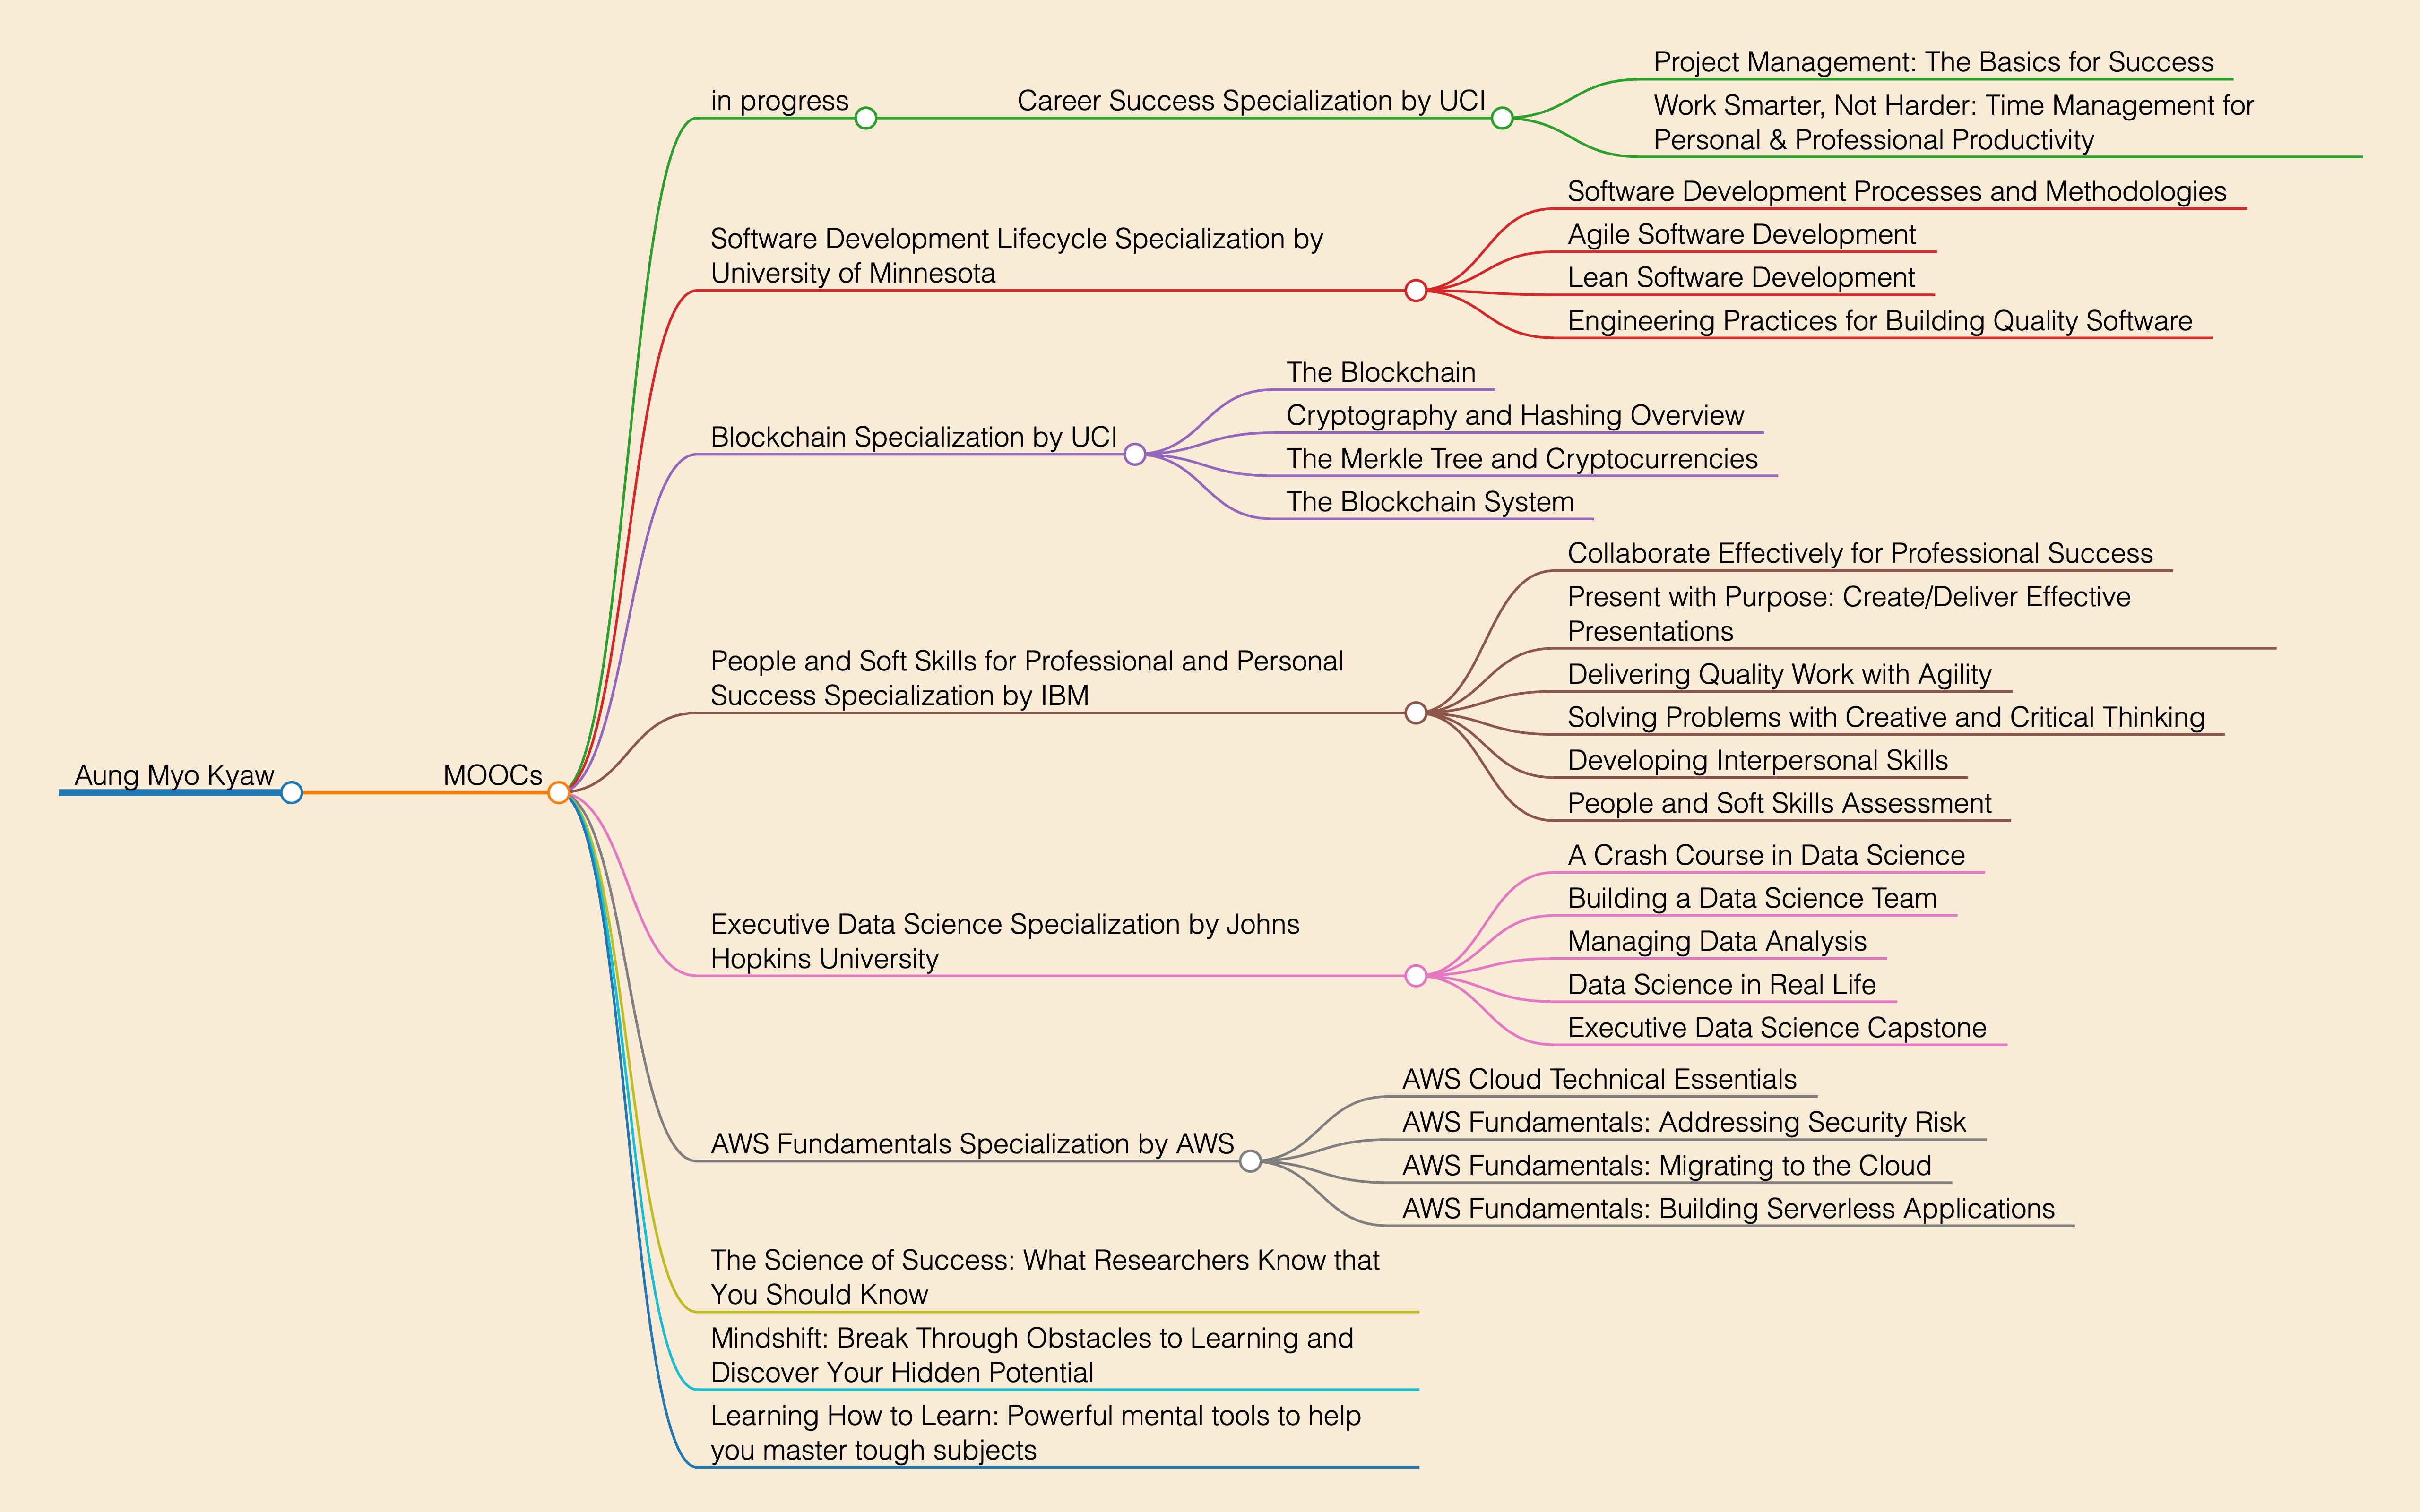 Aung Myo Kyaw
MOOCs
in progress
Career Success Specialization by UCI
Project Management: The Basics for Success
Work Smarter, Not Harder: Time Management for
Personal & Professional Productivity
Software Development Lifecycle Specialization by
University of Minnesota
Software Development Processes and Methodologies
Agile Software Development
Lean Software Development
Engineering Practices for Building Quality Software
Blockchain Specialization by UCI
The Blockchain
Cryptography and Hashing Overview
The Merkle Tree and Cryptocurrencies
The Blockchain System
People and Soft Skills for Professional and Personal
Success Specialization by IBM
Collaborate Effectively for Professional Success
Present with Purpose: Create/Deliver Effective
Presentations
Delivering Quality Work with Agility
Solving Problems with Creative and Critical Thinking
Developing Interpersonal Skills
People and Soft Skills Assessment
Executive Data Science Specialization by Johns
Hopkins University
A Crash Course in Data Science
Building a Data Science Team
Managing Data Analysis
Data Science in Real Life
Executive Data Science Capstone
AWS Fundamentals Specialization by AWS
AWS Cloud Technical Essentials
AWS Fundamentals: Addressing Security Risk
AWS Fundamentals: Migrating to the Cloud
AWS Fundamentals: Building Serverless Applications
The Science of Success: What Researchers Know that
You Should Know
Mindshift: Break Through Obstacles to Learning and
Discover Your Hidden Potential
Learning How to Learn: Powerful mental tools to help
you master tough subjects